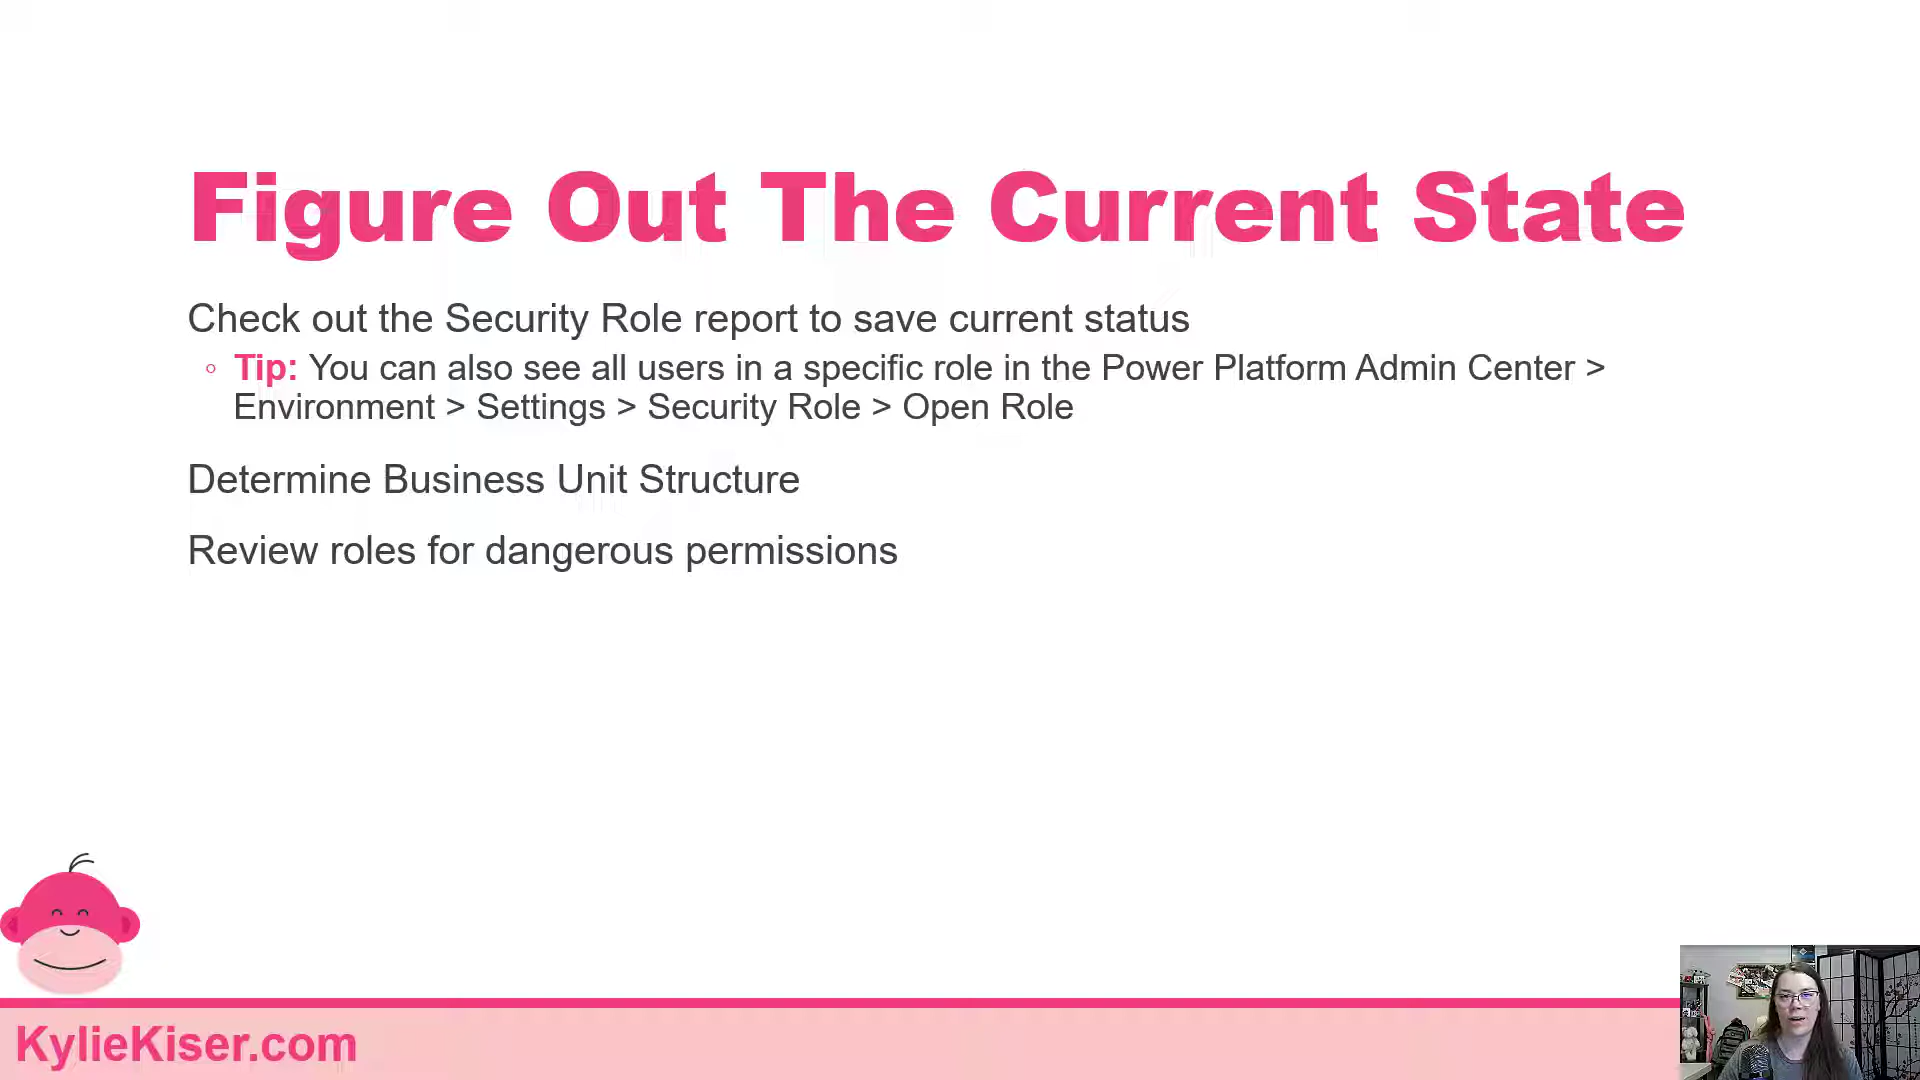 Figure Out The Current State
Check out the Security Role report to save current status
◦ Tip: You can also see all users in a specific role in the Power Platform Admin Center >
Environment > Settings > Security Role > Open Role
Determine Business Unit Structure
Review roles for dangerous permissions
KylieKiser.com